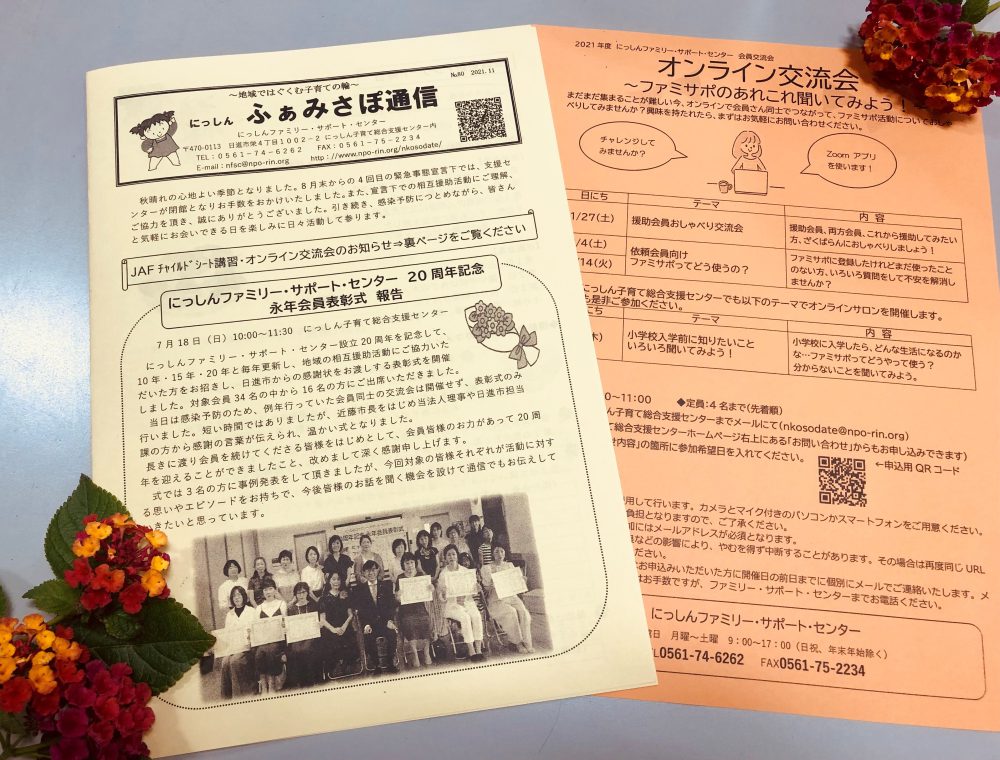 ～地域ではぐくむ子育ての輪～
№80 2021.11
にっしん ふぁみさぽ通信
にっしんファミリー・サポート・センター
〒470-0113 日進市栄4丁目1002-2 にっしん子育て総合支援センター内
TEL:0561-74-6262 FAX:0561-75-2234
E-mail:nfsc@npo-rin.org http://www.npo-rin.org/nkosodate/
秋晴れの心地よい季節となりました。8月末からの4回目の緊急事態宣言下では、支援セ
ンターが閉館となりお手数をおかけいたしました。また、宣言下での相互援助活動にご理解、
ご協力を頂き、誠にありがとうございました。引き続き、感染予防につとめながら、皆さん
と気軽にお会いできる日を楽しみに日々活動して参ります。
JAFﾁｬｲﾙﾄﾞｼｰﾄ講習・オンライン交流会のお知らせ⇒裏ページをご覧ください
にっしんファミリー・サポート・センター 20周年記念
永年会員表彰式 報告
7月18日(日)10:00～11:30 にっしん子育て総合支援センター
にっしんファミリー・サポート・センター設立20周年を記念して、
10年・15年・20年と毎年更新し、地域の相互援助活動にご協力いた
だいた方をお招きし、日進市からの感謝状をお渡しする表彰式を開催
しました。対象会員34名の中から16名の方にご出席いただきました。
当日は感染予防のため、例年行っていた会員同士の交流会は開催せず、表彰式のみ
行いました。短い時間ではありましたが、近藤市長をはじめ当法人理事や日進市担当
課の方から感謝の言葉が伝えられ、温かい式となりました。
長きに渡り会員を続けてくださる皆様をはじめとして、会員皆様のお力があって20周
年を迎えることができましたこと、改めまして深く感謝申し上げます。
式では3名の方に事例発表をして頂きましたが、今回対象の皆様それぞれが活動に対す
る思いやエピソードをお持ちで、今後皆様のお話を聞く機会を設けて通信でもお伝えして
いきたいと思っています。
2021年度 にっしんファミリー・サポート・センター 会員交流会
オンライン交流会
～ファミサポのあれこれ聞いてみよう！
まだまだ集まることが難しい今、オンラインで会員さん同士でつながって、ファミサポ活動についておしゃ
べりしてみませんか？興味を持たれたら、まずはお気軽にお問い合わせください。
チャレンジして
みませんか？
Zoom アプリ
を使います！
日にち テーマ 内 容
1/27(土) 援助会員おしゃべり交流会 援助会員、両方会員、これから援助してみたい
方、ざっくばらんにおしゃべりしましょう！
/4(土)
14(火) 依頼会員向け
ファミサポってどう使うの？ ファミサポに登録したけれどまだ使ったこと
のない方、いろいろ質問をして不安を解消し
ませんか？
にっしん子育て総合支援センターでも以下のテーマでオンラインサロンを開催します。
も是非ご参加ください。
にち テーマ 内 容
木) 小学校入学前に知りたいこと
いろいろ聞いてみよう！ 小学校に入学したら、どんな生活になるのか
な…ファミサポってどうやって使う？
分からないことを聞いてみよう。
0～11:00 ◆定員:4名まで(先着順)
ん子育て総合支援センターまでメールにて(nkosodate@npo-rin.org)
て総合支援センターホームページ右上にある「お問い合わせ」からもお申し込みできます)
せ内容」の箇所に参加希望日を入れてください。 ←申込用QRコード
用して行います。カメラとマイク付きのパソコンかスマートフォンをご用意ください。
負担となりますので、ご了承ください。
加にはメールアドレスが必須となります。
具などの影響により、やむを得ず中断することがあります。その場合は再度同じURL
ださい。
にお申込みいただいた方に開催日の前日までに個別にメールでご連絡いたします。メ
はお手数ですが、ファミリー・サポート・センターまでお電話ください。
にっしんファミリー・サポート・センター
曜日 月曜～土曜 9:00～17:00(日祝、年末年始除く)
EL0561-74-6262 FAX0561-75-2234